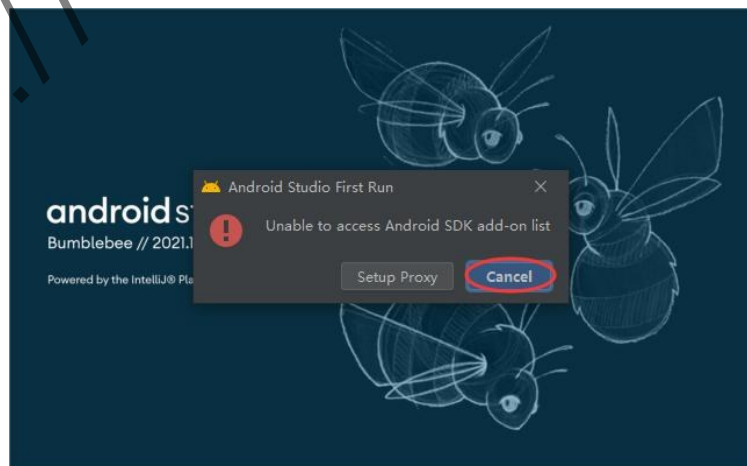 Android Studio First Run
Unable to access Android SDK add-on list
Setup Proxy
Cancel
android s
Bumblebee // 2021.1
Powered by the IntelliJ® Pla